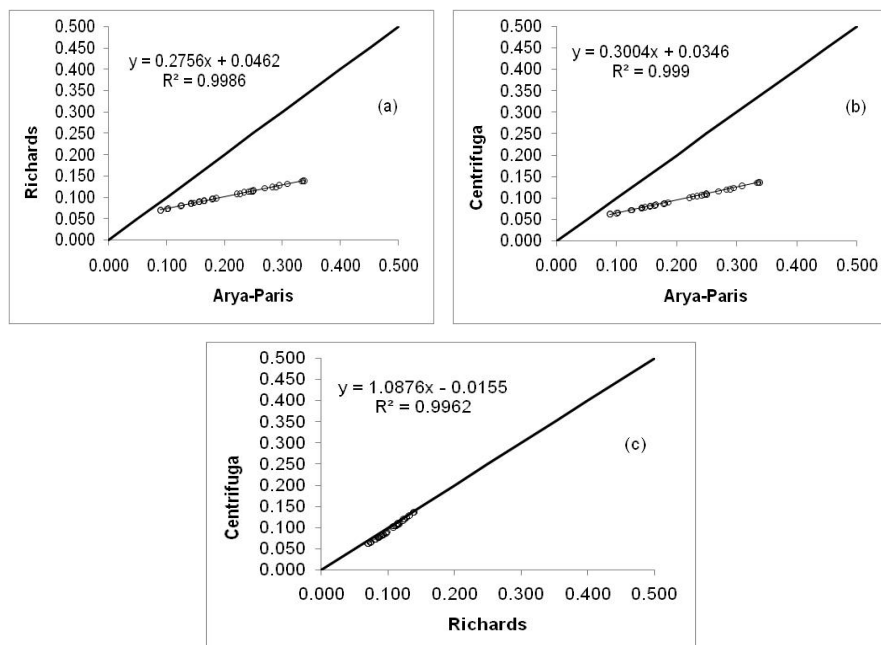 y = 0.2756x + 0.0462
R² = 0.9986
(a)
Richards
0.500
0.450
0.400
0.350
0.300
0.250
0.200
0.150
0.100
0.050
0.000
0.000 0.100 0.200 0.300 0.400 0.500
Arya-Paris
y = 0.3004x + 0.0346
R² = 0.999
(b)
Centrifuga
0.500
0.450
0.400
0.350
0.300
0.250
0.200
0.150
0.100
0.050
0.000
0.000 0.100 0.200 0.300 0.400 0.500
Arya-Paris
y = 1.0876x - 0.0155
R² = 0.9962
(c)
Centrifuga
0.500
0.450
0.400
0.350
0.300
0.250
0.200
0.150
0.100
0.050
0.000
0.000 0.100 0.200 0.300 0.400 0.500
Richards